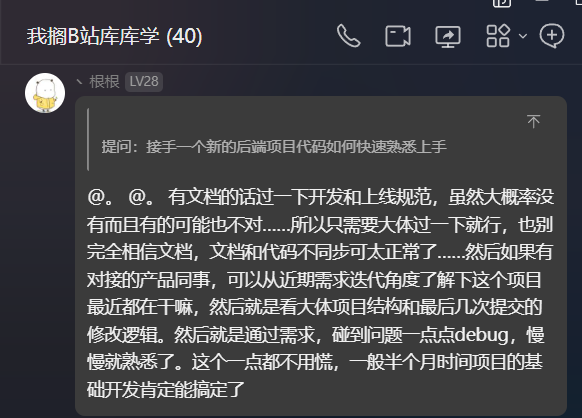 我搁B站库库学 (40)
丶根根 LV28
提问：接手一个新的后端项目代码如何快速熟悉上手
@。 @。 有文档的话过一下开发和上线规范，虽然大概率没
有而且有的可能也不对......所以只需要大体过一下就行，也别
完全相信文档，文档和代码不同步可太正常了......然后如果有
对接的产品同事，可以从近期需求迭代角度了解下这个项目
最近都在干嘛，然后就是看大体项目结构和最后几次提交的
修改逻辑。然后就是通过需求，碰到问题一点点debug，慢
慢就熟悉了。这个一点都不用慌，一般半个月时间项目的基
础开发肯定能搞定了